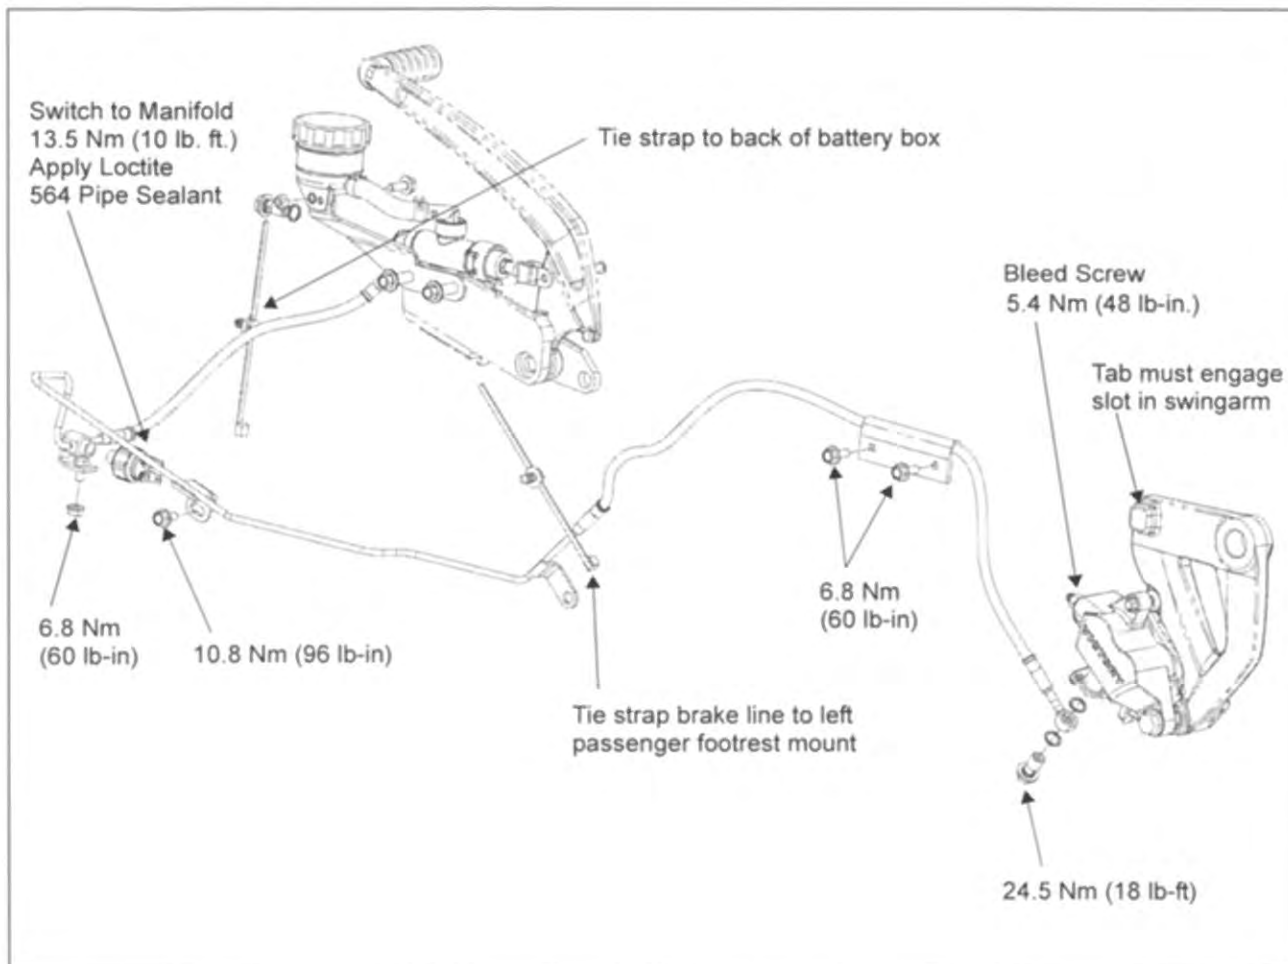 Switch to Manifold
13.5 Nm (10 lb. ft.)
Apply Loctite
564 Pipe Sealant
Tie strap to back of battery box
Bleed Screw
5.4 Nm (48 lb-in.)
Tab must engage
slot in swingarm
6.8 Nm
(60 lb-in)
10.8 Nm (96 lb-in)
6.8 Nm
(60 lb-in)
Tie strap brake line to left
passenger footrest mount
VICTORY
24.5 Nm (18 lb-ft)